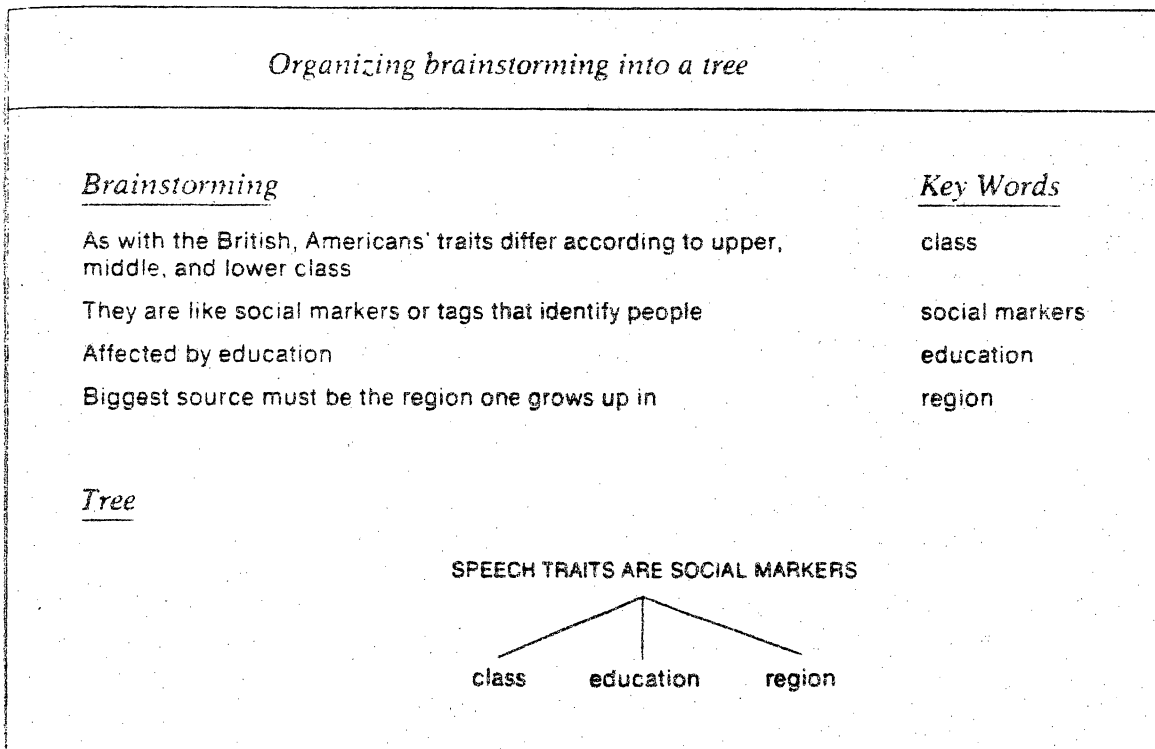 Organizing brainstorming into a tree
Brainstorming
Key Words
As with the British, Americans' traits differ according to upper,
class
middle, and lower class
They are like social markers or tags that identify people
social markers
Affected by education
education
Biggest source must be the region one grows up in
region
Tree
SPEECH TRAITS ARE SOCIAL MARKERS
class
education
region